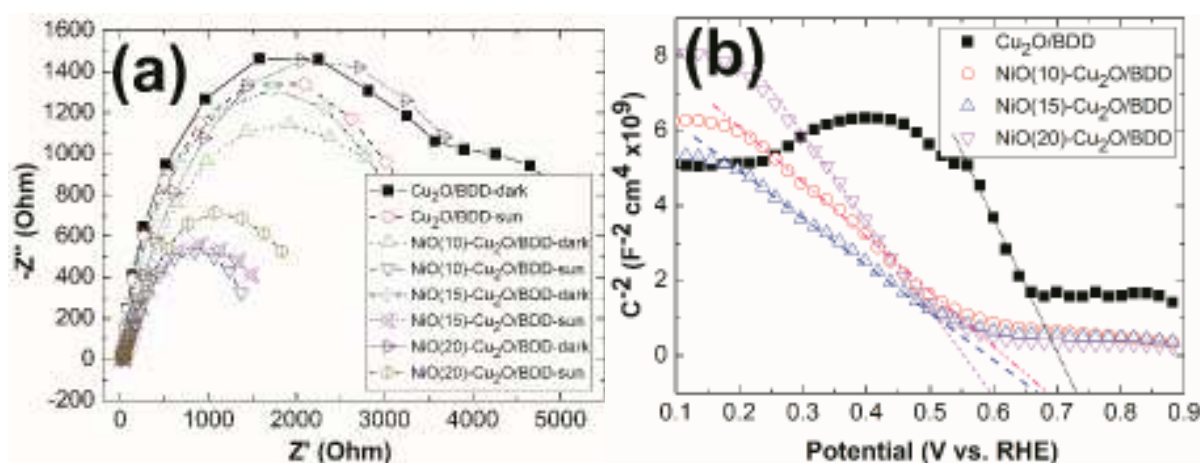 (a)
-Z'' (Ohm)
1600
1400
1200
1000
800
600
400
200
0
-200
0 1000 2000 3000 4000 5000
Z' (Ohm)
Cu₂O/BDD-dark
Cu₂O/BDD-sun
NiO(10)-Cu₂O/BDD-dark
NiO(10)-Cu₂O/BDD-sun
NiO(15)-Cu₂O/BDD-dark
NiO(15)-Cu₂O/BDD-sun
NiO(20)-Cu₂O/BDD-dark
NiO(20)-Cu₂O/BDD-sun
(b)
C⁻² (F⁻² cm⁴ x10⁹)
8
6
4
2
0
0.1 0.2 0.3 0.4 0.5 0.6 0.7 0.8 0.9
Potential (V vs. RHE)
Cu₂O/BDD
NiO(10)-Cu₂O/BDD
NiO(15)-Cu₂O/BDD
NiO(20)-Cu₂O/BDD